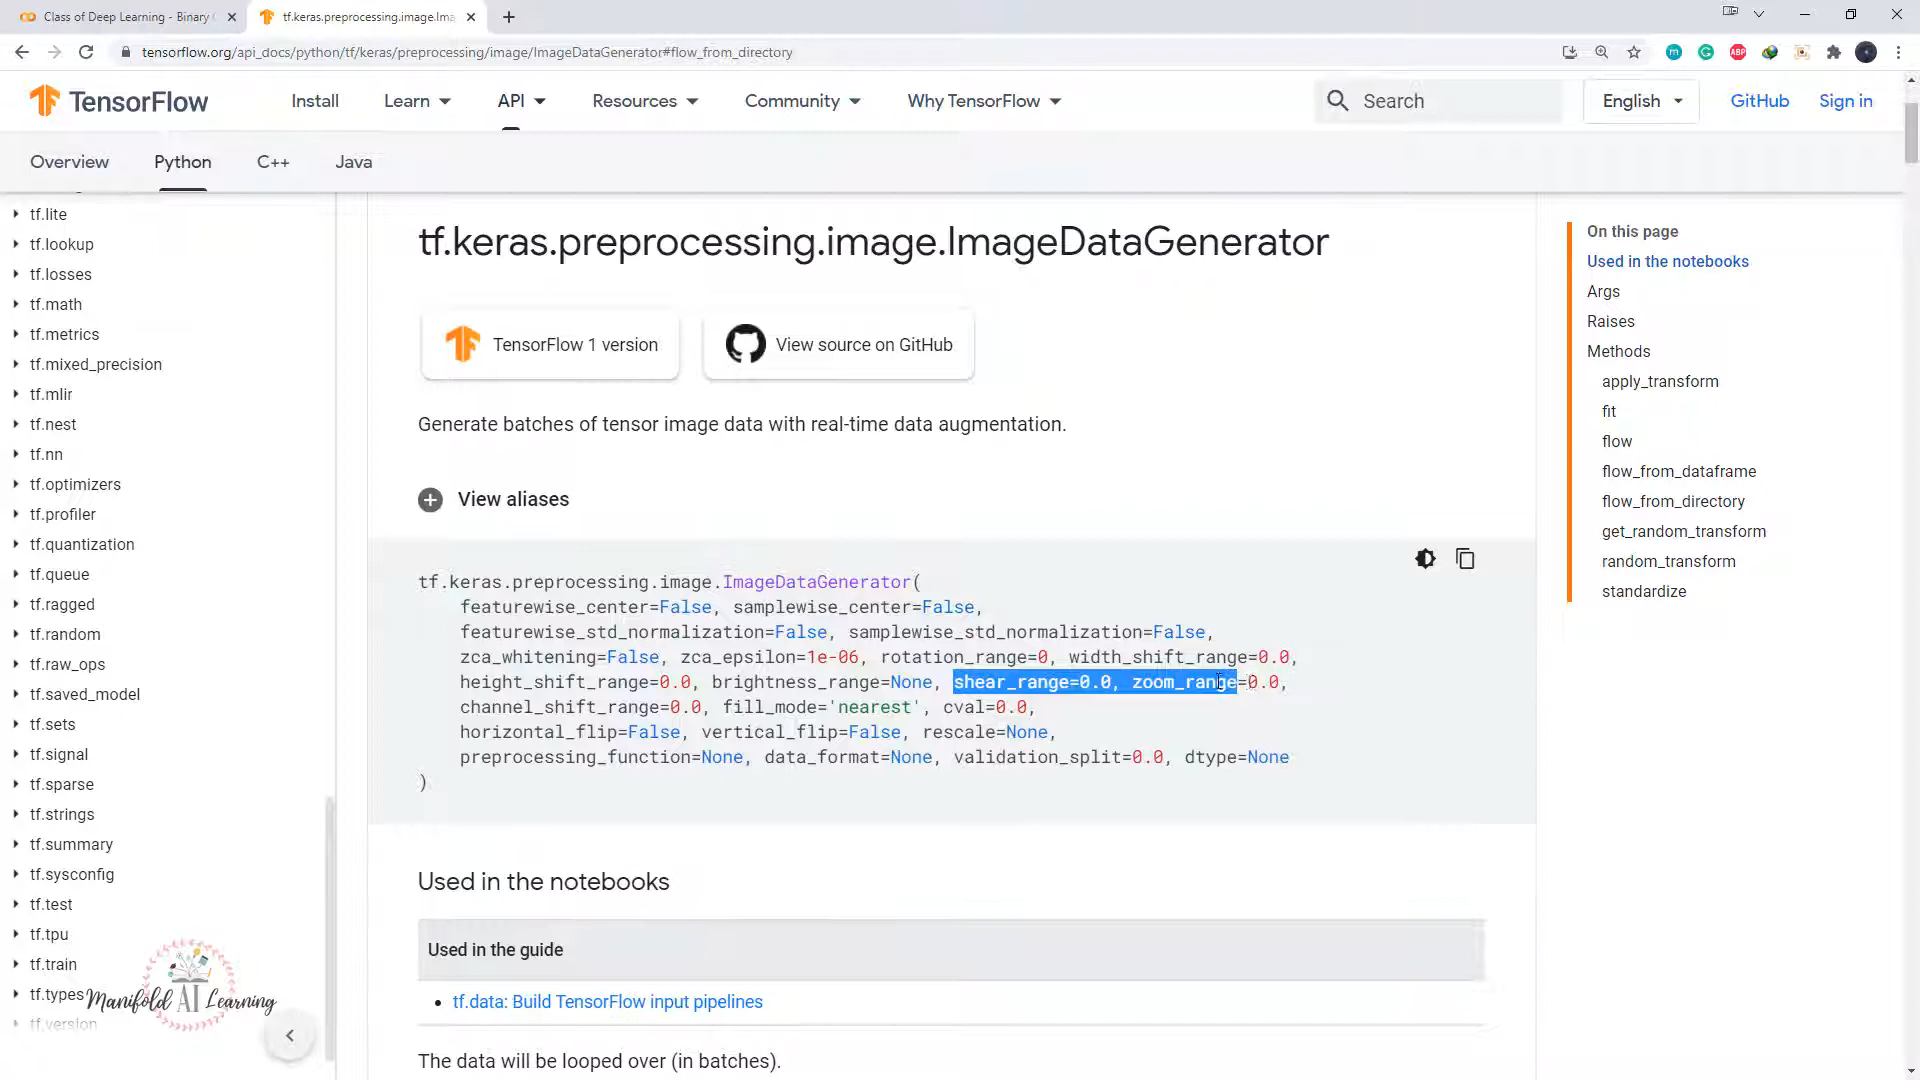 Class of Deep Learning - Binary
tf.keras.preprocessing.image.Ima
tensorflow.org/api_docs/python/tf/keras/preprocessing/image/ImageDataGenerator#flow_from_directory
TensorFlow
Install
Learn
API
Resources
Community
Why TensorFlow
Search
English
GitHub
Sign in
Overview
Python
C++
Java
tf.lite
tf.lookup
tf.losses
tf.math
tf.metrics
tf.mixed_precision
tf.mlir
tf.nest
tf.nn
tf.optimizers
tf.profiler
tf.quantization
tf.queue
tf.ragged
tf.random
tf.raw_ops
tf.saved_model
tf.sets
tf.signal
tf.sparse
tf.strings
tf.summary
tf.sysconfig
tf.test
tf.tpu
tf.train
tf.types
tf.version
Manifold AI Learning
tf.keras.preprocessing.image.ImageDataGenerator
TensorFlow 1 version
View source on GitHub
Generate batches of tensor image data with real-time data augmentation.
View aliases
tf.keras.preprocessing.image.ImageDataGenerator(
featurewise_center=False, samplewise_center=False,
featurewise_std_normalization=False, samplewise_std_normalization=False,
zca_whitening=False, zca_epsilon=1e-06, rotation_range=0, width_shift_range=0.0,
height_shift_range=0.0, brightness_range=None, shear_range=0.0, zoom_range=0.0,
channel_shift_range=0.0, fill_mode='nearest', cval=0.0,
horizontal_flip=False, vertical_flip=False, rescale=None,
preprocessing_function=None, data_format=None, validation_split=0.0, dtype=None
)
Used in the notebooks
Used in the guide
• tf.data: Build TensorFlow input pipelines
The data will be looped over (in batches).
On this page
Used in the notebooks
Args
Raises
Methods
apply_transform
fit
flow
flow_from_dataframe
flow_from_directory
get_random_transform
random_transform
standardize